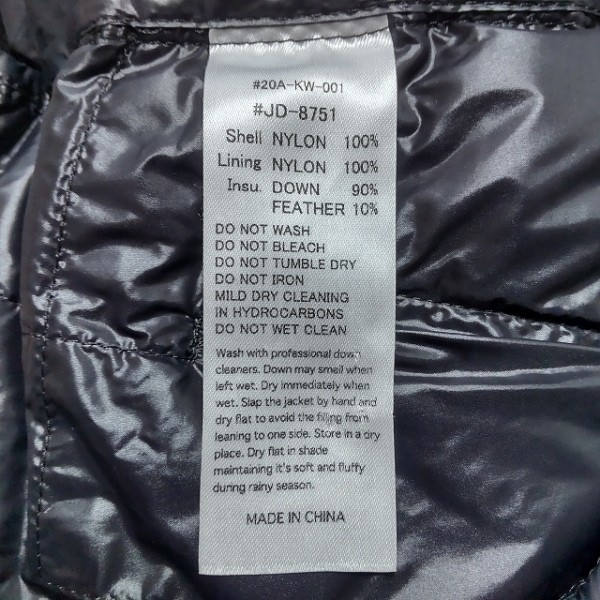 #20A-KW-001
#JD-8751
Shell NYLON 100%
Lining NYLON 100%
Insu. DOWN 90%
FEATHER 10%
DO NOT WASH
DO NOT BLEACH
DO NOT TUMBLE DRY
DO NOT IRON
MILD DRY CLEANING
IN HYDROCARBONS
DO NOT WET CLEAN
Wash with professional down
cleaners. Down may smell when
left wet. Dry immediately when
wet. Slap the jacket by hand and
dry flat to avoid the filling from
leaning to one side. Store in a dry
place. Dry flat in shade
maintaining it's soft and fluffy
during rainy season.
MADE IN CHINA